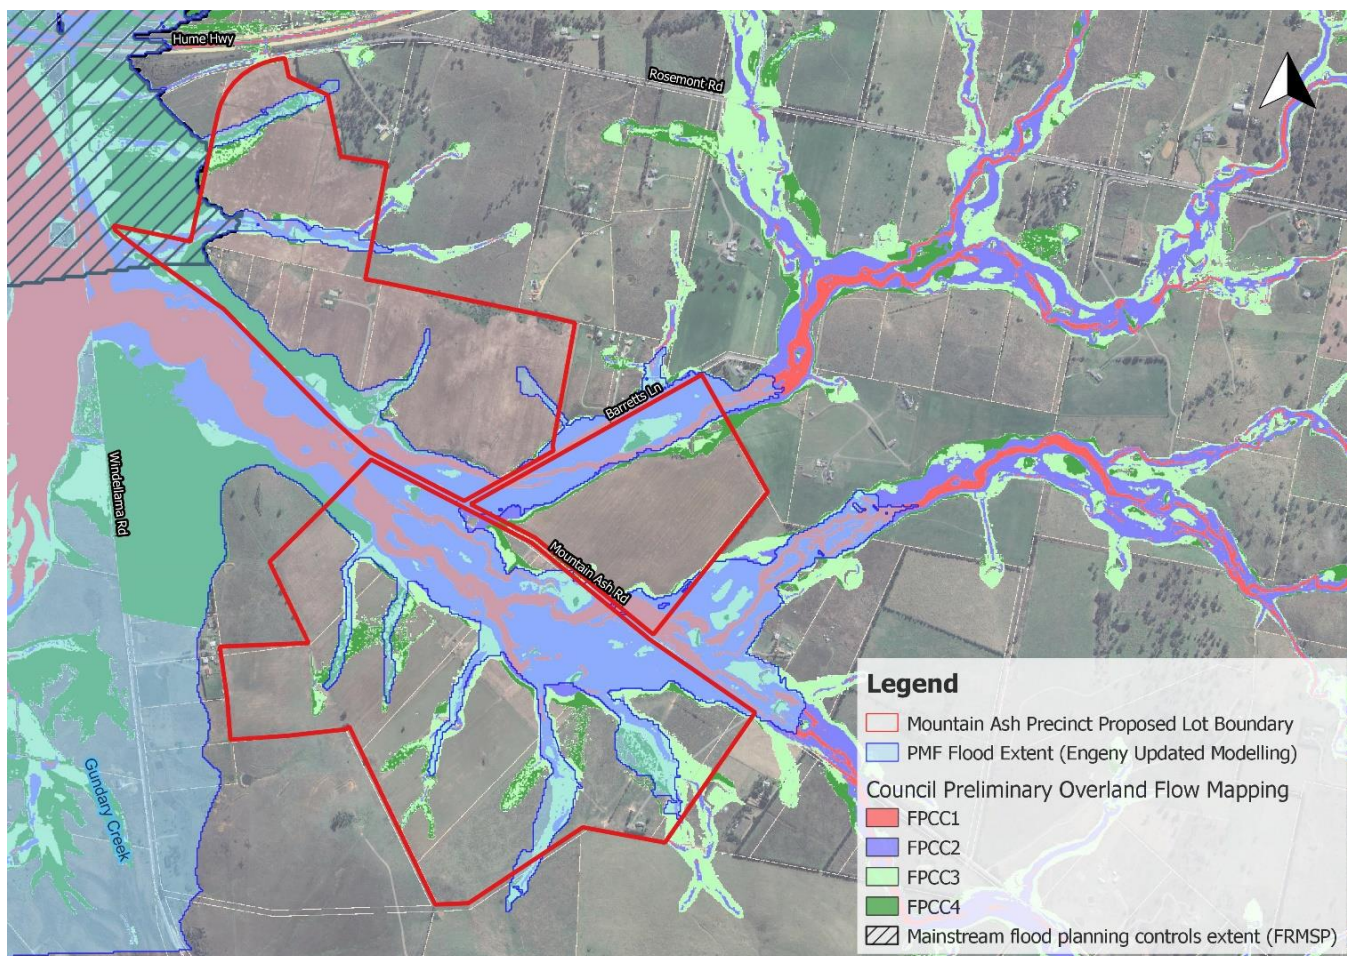 Hume Hwy
Rosemont Rd
Barretts Ln
Windellama Rd
Mountain Ash Rd
Gundary Creek
Legend
Mountain Ash Precinct Proposed Lot Boundary
PMF Flood Extent (Engeny Updated Modelling)
Council Preliminary Overland Flow Mapping
FPCC1
FPCC2
FPCC3
FPCC4
Mainstream flood planning controls extent (FRMSP)